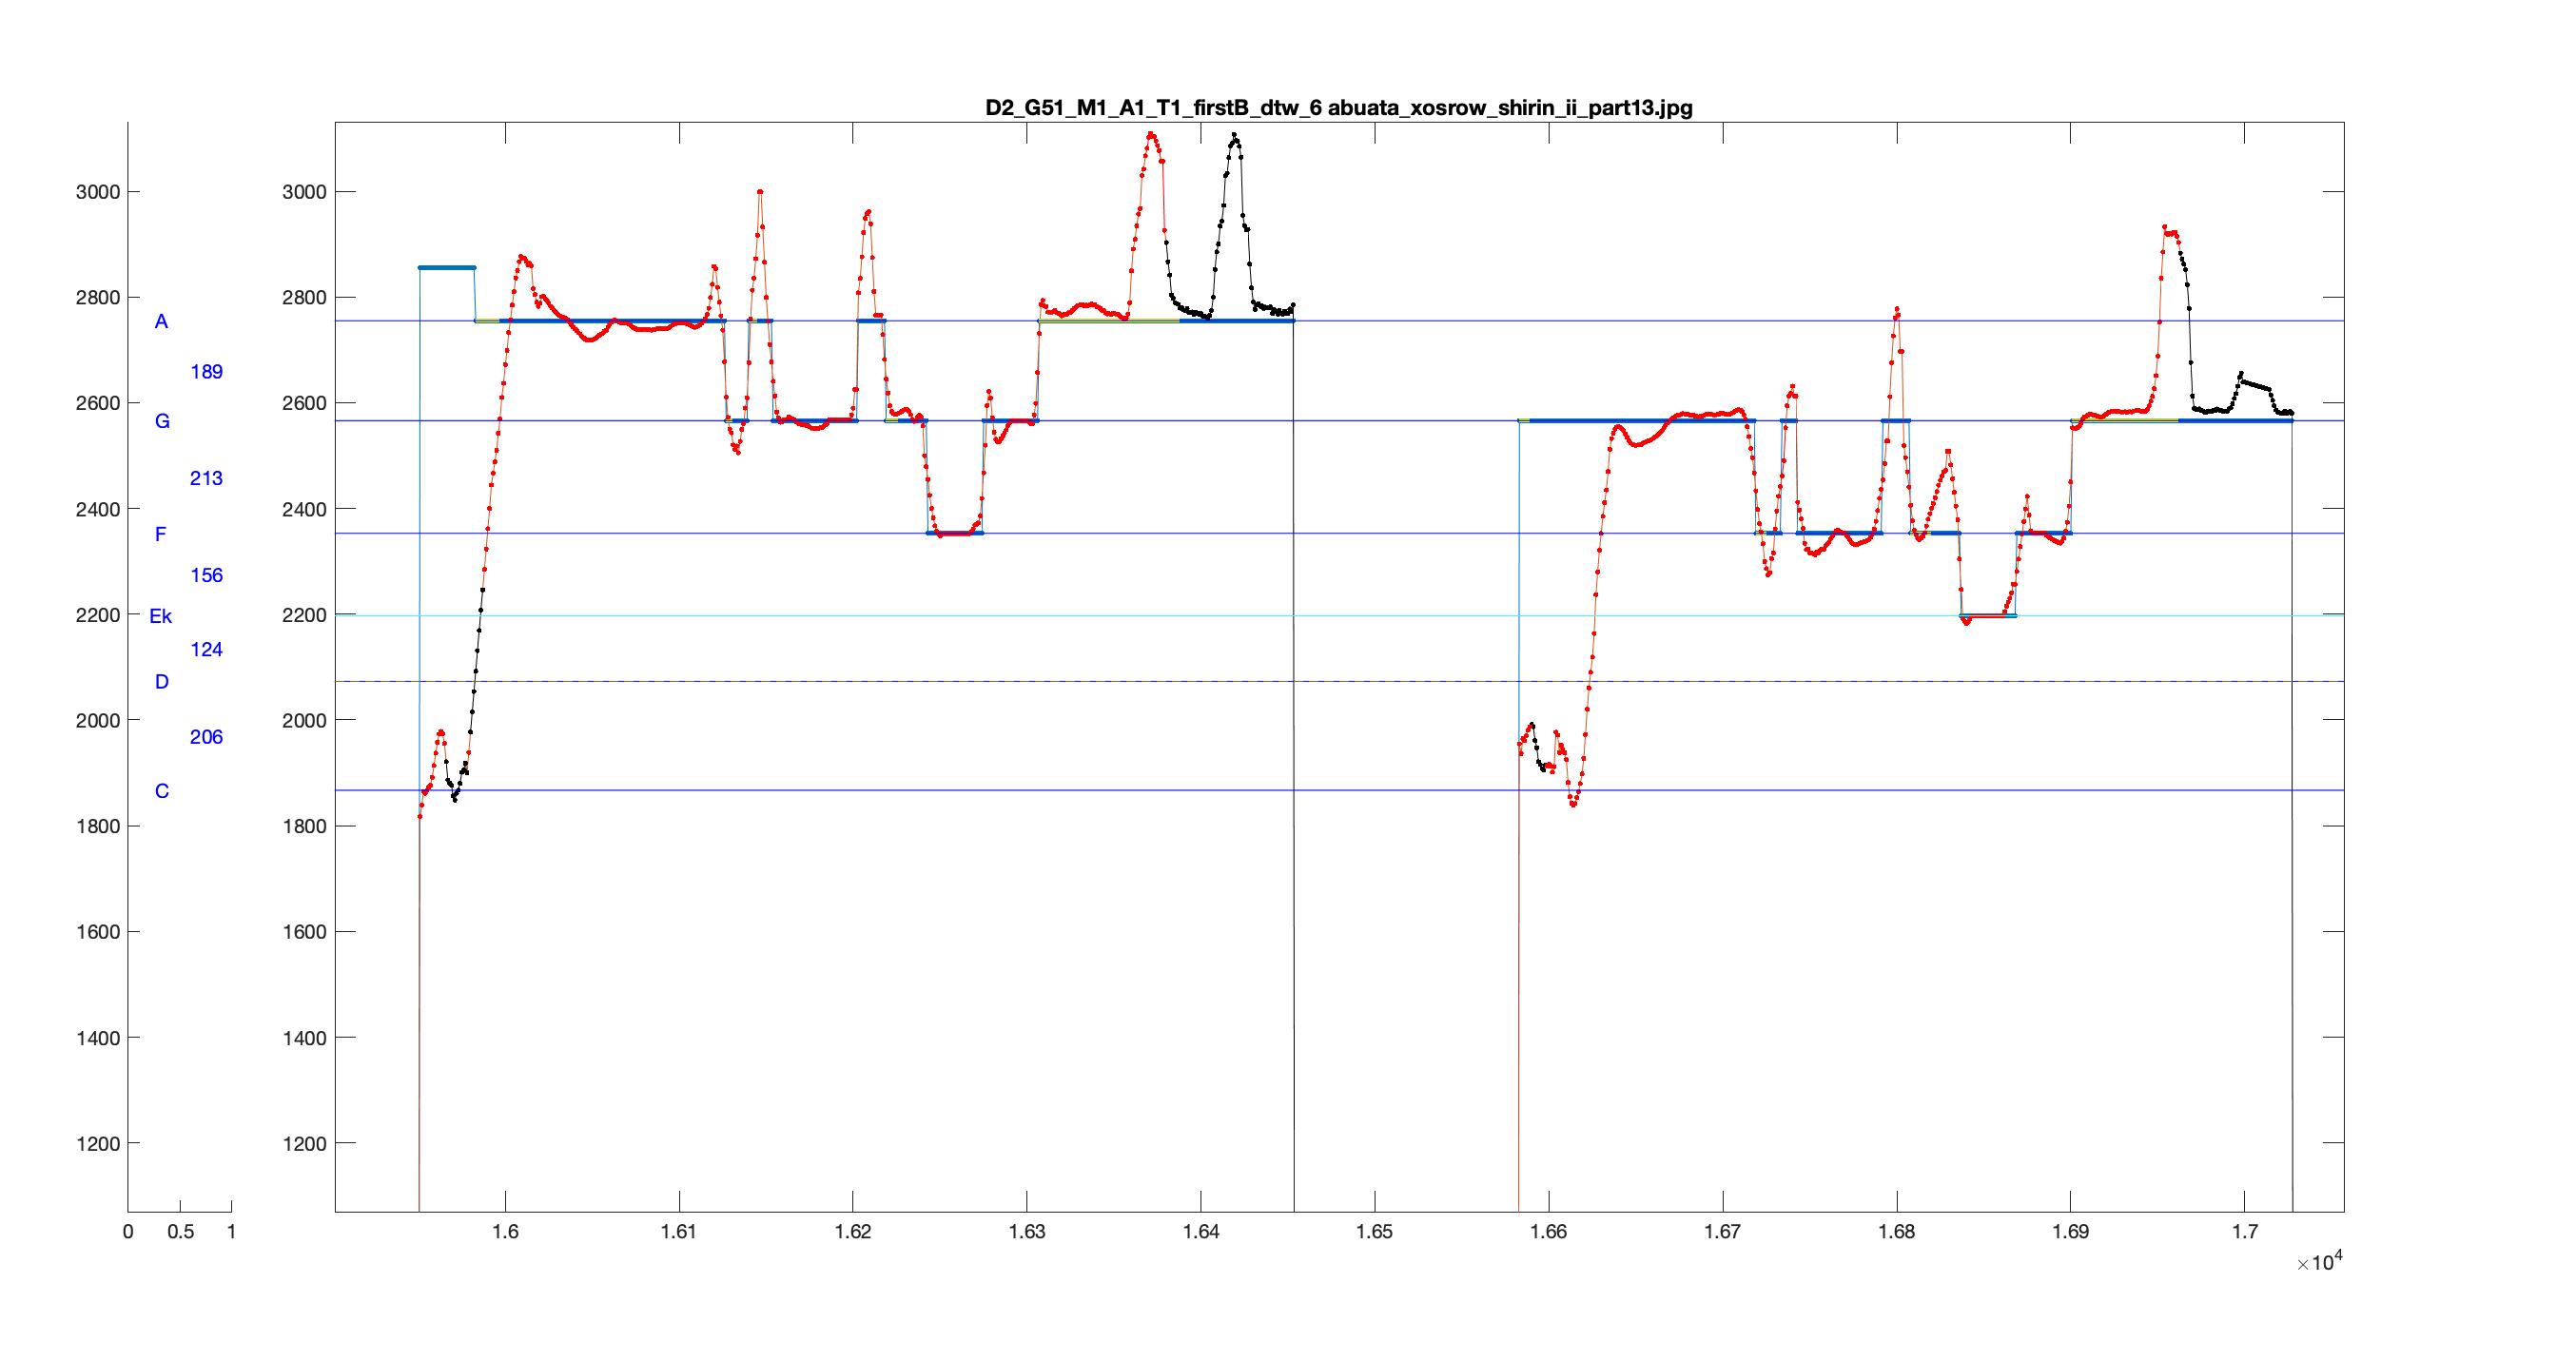 D2_G51_M1_A1_T1_firstB_dtw_6 abuata_xosrow_shirin_ii_part13.jpg
3000 3000
2800 2800
A
189
2600 2600
G
213
2400 2400
F
156
2200 Ek 2200
124
D
2000 2000
206
C
1800 1800
1600 1600
1400 1400
1200 1200
0 0.5 1 1.6 1.61 1.62 1.63 1.64 1.65 1.66 1.67 1.68 1.69 1.7
×10⁴